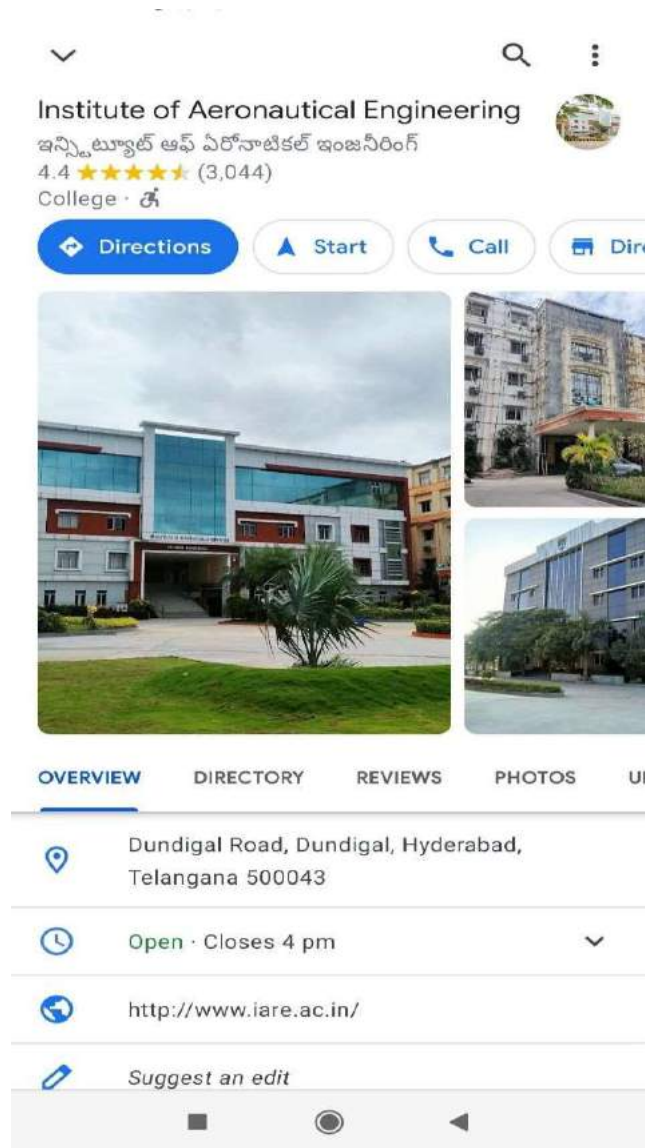 Institute of Aeronautical Engineering
ఇన్స్టిట్యూట్ ఆఫ్ ఏరోనాటికల్ ఇంజనీరింగ్
4.4 ★★★★★ (3,044)
College ·
Directions Start Call
OVERVIEW DIRECTORY REVIEWS PHOTOS
Dundigal Road, Dundigal, Hyderabad,
Telangana 500043
Open · Closes 4 pm
http://www.iare.ac.in/
Suggest an edit